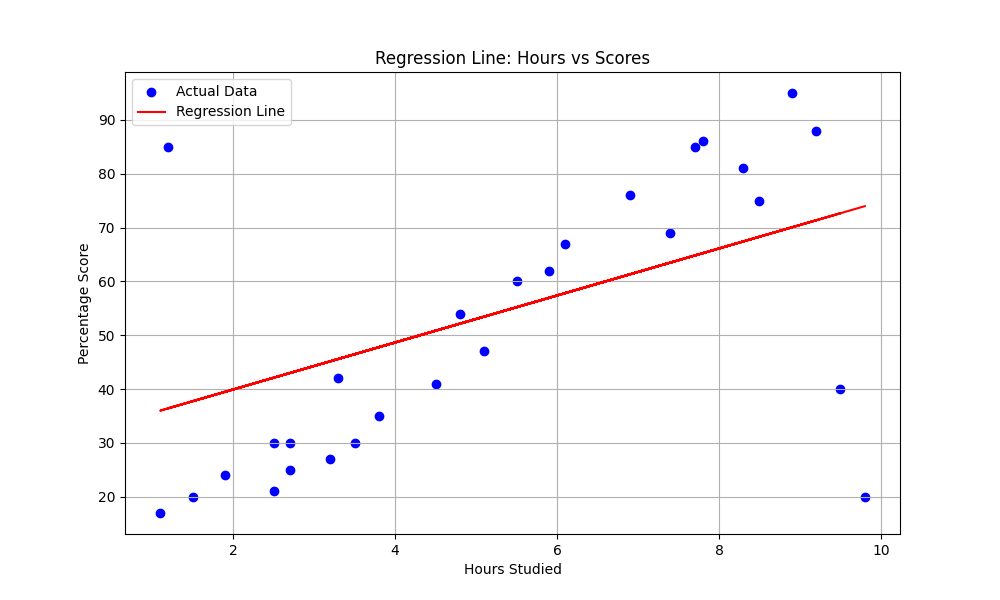 Regression Line: Hours vs Scores
Actual Data
Regression Line
Percentage Score
90
80
70
60
50
40
30
20
2 4 6 8 10
Hours Studied